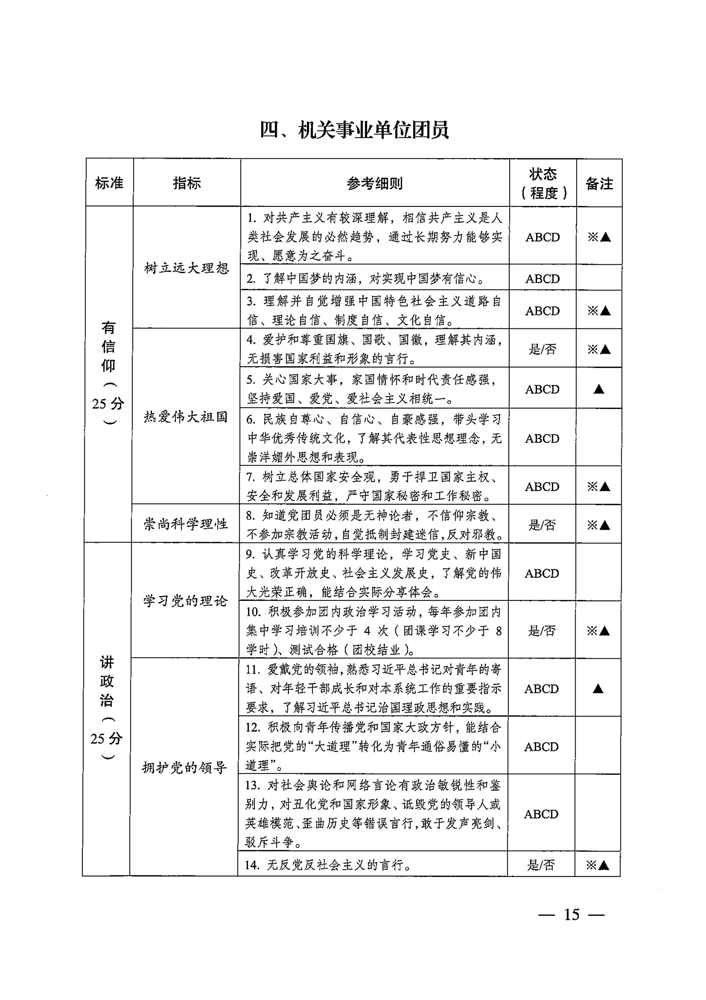 四、机关事业单位团员
标准
指标
参考细则
状态
（程度）
备注
有
信
仰
（
25 分
）
树立远大理想
1. 对共产主义有较深理解，相信共产主义是人
类社会发展的必然趋势，通过长期努力能够实
现、愿意为之奋斗。
ABCD
※▲
2. 了解中国梦的内涵，对实现中国梦有信心。
ABCD
3. 理解并自觉增强中国特色社会主义道路自
信、理论自信、制度自信、文化自信。
ABCD
※▲
热爱伟大祖国
4. 爱护和尊重国旗、国歌、国徽，理解其内涵，
无损害国家利益和形象的言行。
是/否
※▲
5. 关心国家大事，家国情怀和时代责任感强，
坚持爱国、爱党、爱社会主义相统一。
ABCD
▲
6. 民族自尊心、自信心、自豪感强，带头学习
中华优秀传统文化，了解其代表性思想理念，无
崇洋媚外思想和表现。
ABCD
7. 树立总体国家安全观，勇于捍卫国家主权、
安全和发展利益，严守国家秘密和工作秘密。
ABCD
※▲
崇尚科学理性
8. 知道党团员必须是无神论者，不信仰宗教、
不参加宗教活动，自觉抵制封建迷信，反对邪教。
是/否
※▲
讲
政
治
（
25 分
）
学习党的理论
9. 认真学习党的科学理论，学习党史、新中国
史、改革开放史、社会主义发展史，了解党的伟
大光荣正确，能结合实际分享体会。
ABCD
10. 积极参加团内政治学习活动，每年参加团内
集中学习培训不少于 4 次（团课学习不少于 8
学时）、测试合格（团校结业）。
是/否
※▲
拥护党的领导
11. 爱戴党的领袖，熟悉习近平总书记对青年的寄
语、对年轻干部成长和对本系统工作的重要指示
要求，了解习近平总书记治国理政思想和实践。
ABCD
▲
12. 积极向青年传播党和国家大政方针，能结合
实际把党的“大道理”转化为青年通俗易懂的“小
道理”。
ABCD
13. 对社会舆论和网络言论有政治敏锐性和鉴
别力，对丑化党和国家形象、诋毁党的领导人或
英雄模范、歪曲历史等错误言行，敢于发声亮剑、
驳斥斗争。
ABCD
14. 无反党反社会主义的言行。
是/否
※▲
— 15 —